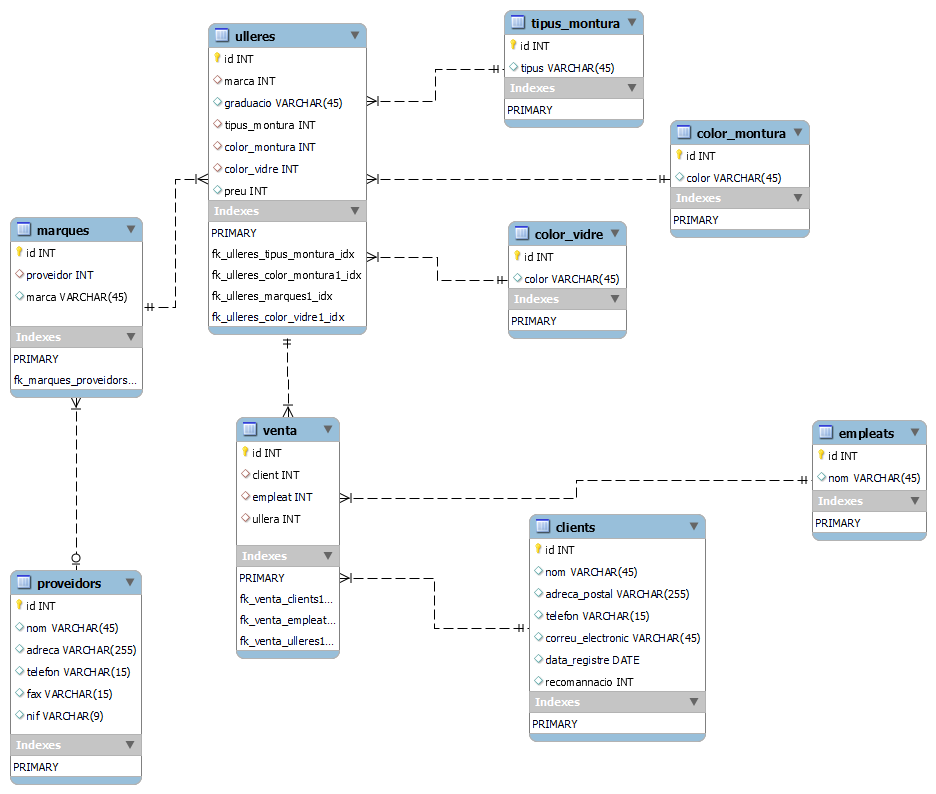 ulleres
id INT
marca INT
graduacio VARCHAR(45)
tipus_montura INT
color_montura INT
color_vidre INT
preu INT
Indexes
PRIMARY
fk_ulleres_tipus_montura_idx
fk_ulleres_color_montura1_idx
fk_ulleres_marques1_idx
fk_ulleres_color_vidre1_idx
tipus_montura
id INT
tipus VARCHAR(45)
Indexes
PRIMARY
color_montura
id INT
color VARCHAR(45)
Indexes
PRIMARY
color_vidre
id INT
color VARCHAR(45)
Indexes
PRIMARY
marques
id INT
proveidor INT
marca VARCHAR(45)
Indexes
PRIMARY
fk_marques_proveidors...
venta
id INT
client INT
empleat INT
ullera INT
Indexes
PRIMARY
fk_venta_clients1...
fk_venta_empleat...
fk_venta_ulleres1...
empleats
id INT
nom VARCHAR(45)
Indexes
PRIMARY
clients
id INT
nom VARCHAR(45)
adreca_postal VARCHAR(255)
telefon VARCHAR(15)
correu_electronic VARCHAR(45)
data_registre DATE
recomannacio INT
Indexes
PRIMARY
proveidors
id INT
nom VARCHAR(45)
adreca VARCHAR(255)
telefon VARCHAR(15)
fax VARCHAR(15)
nif VARCHAR(9)
Indexes
PRIMARY